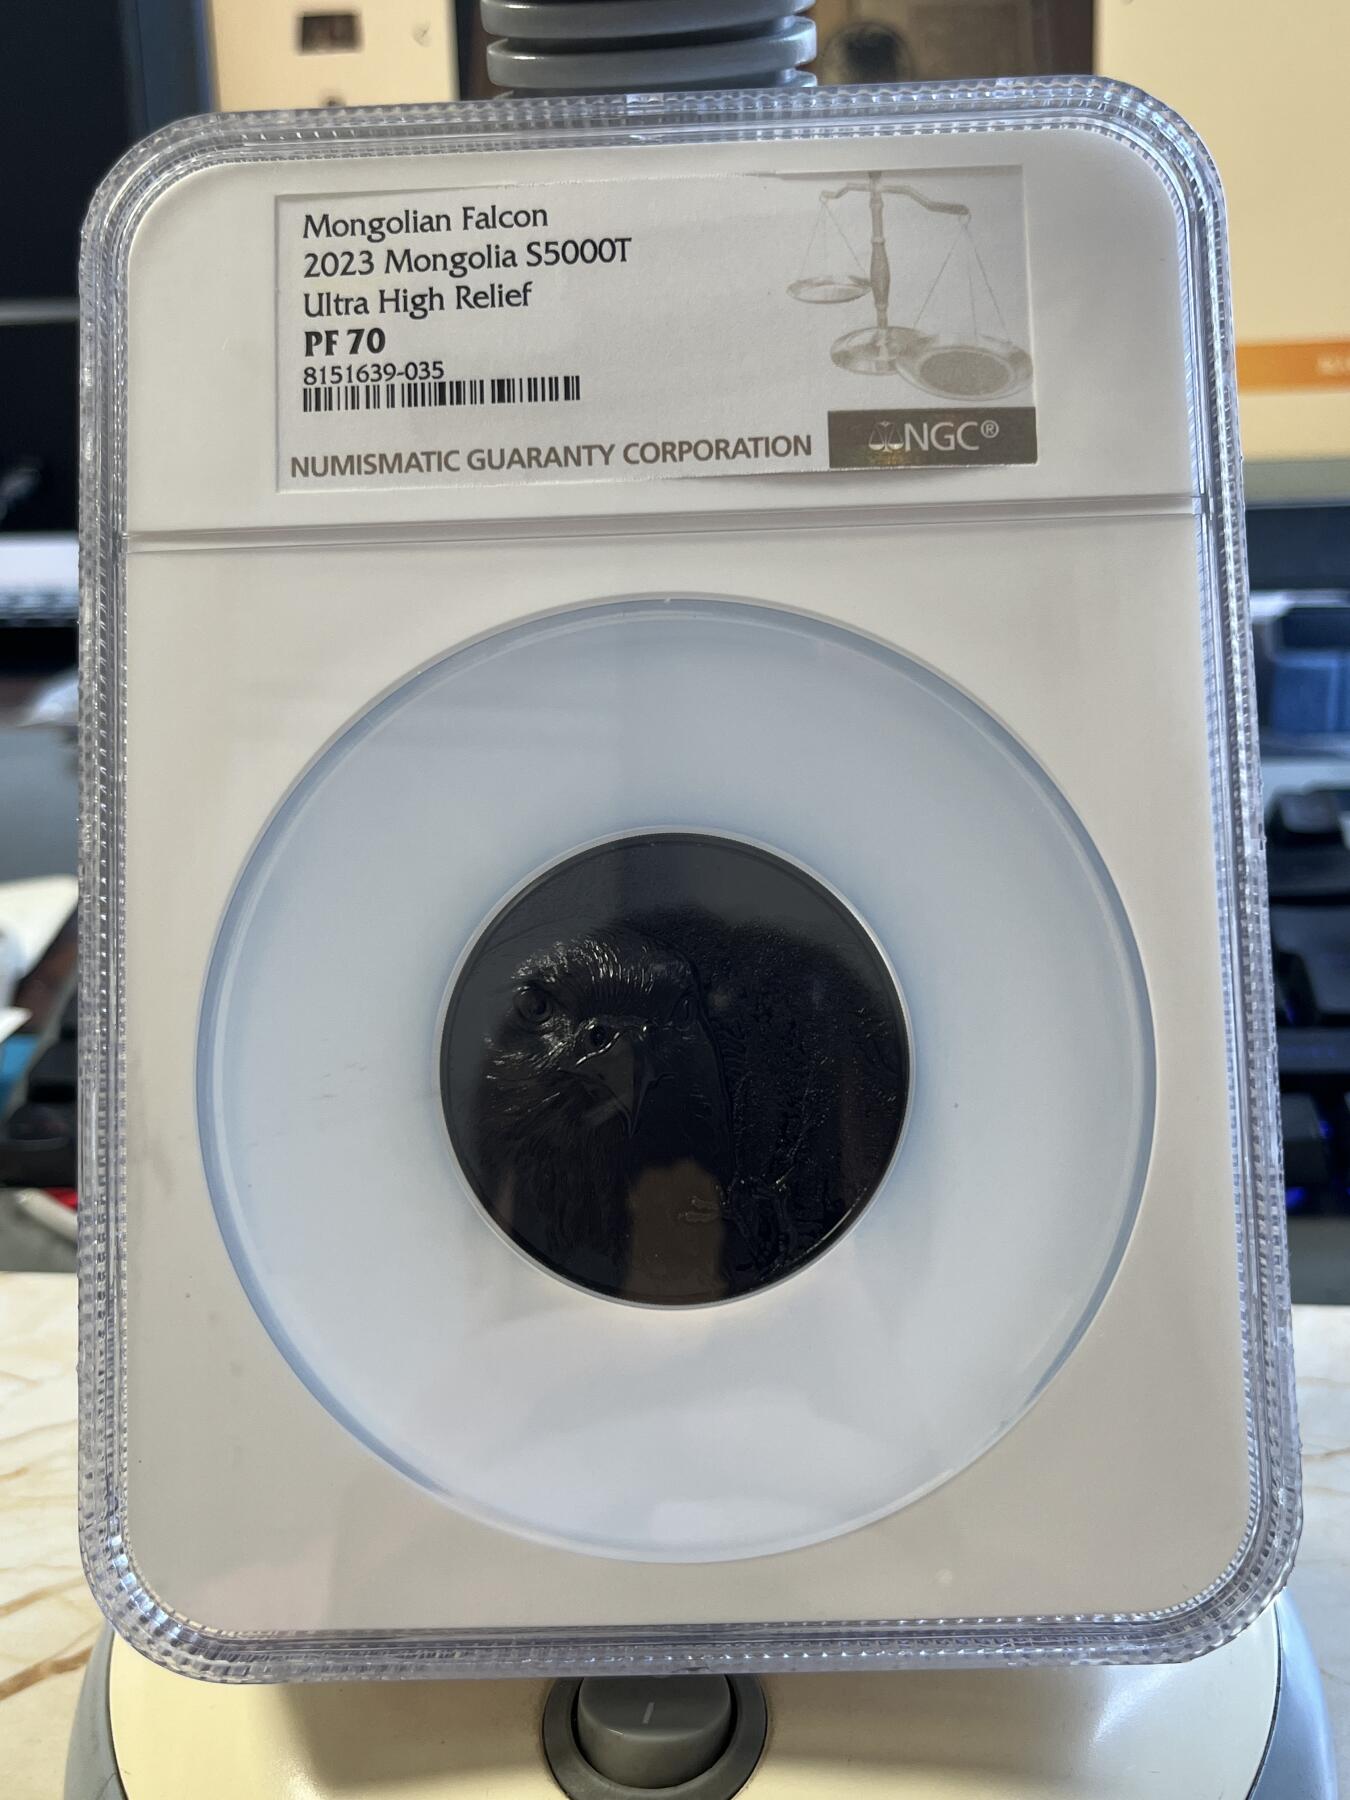 Mongolian Falcon
2023 Mongolia S5000T
Ultra High Relief
PF 70
8151639-035
NUMISMATIC GUARANTY CORPORATION
NGC®